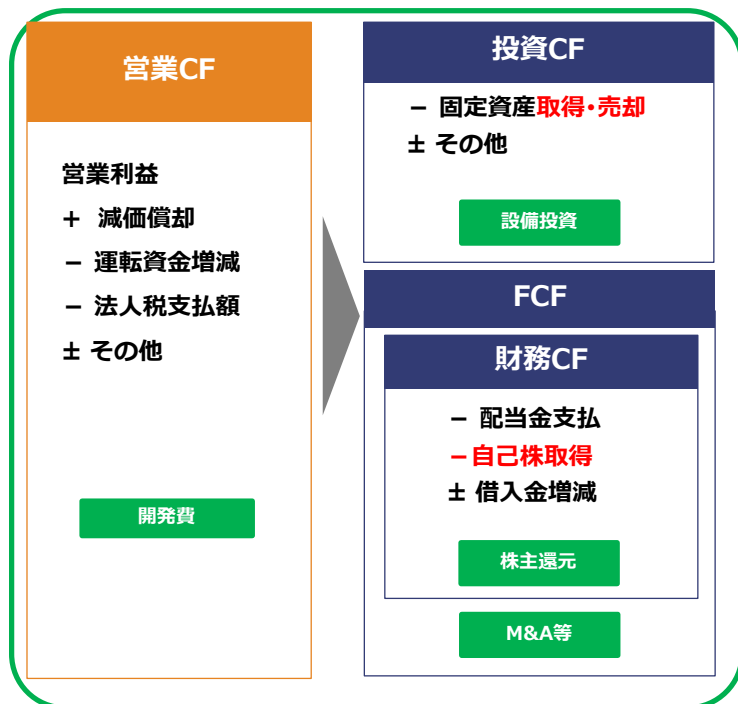 営業CF
営業利益
+ 減価償却
− 運転資金増減
− 法人税支払額
± その他
開発費
投資CF
− 固定資産取得・売却
± その他
設備投資
FCF
財務CF
− 配当金支払
−自己株取得
± 借入金増減
株主還元
M&A等